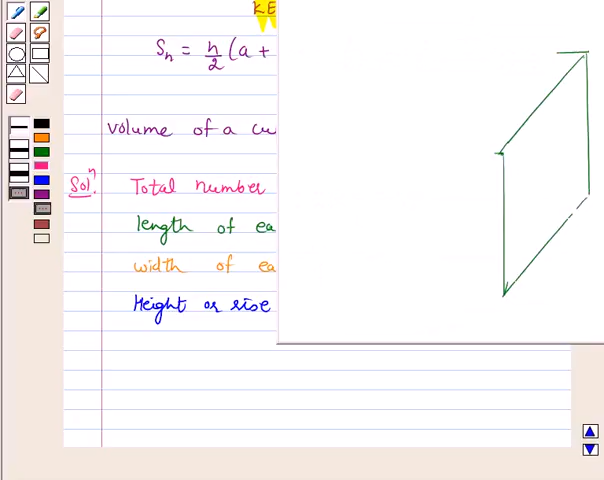 KE
Sₙ = n/2 (a +
volume of a cu
Solⁿ. Total number
length of ea
width of ea
Height or rise